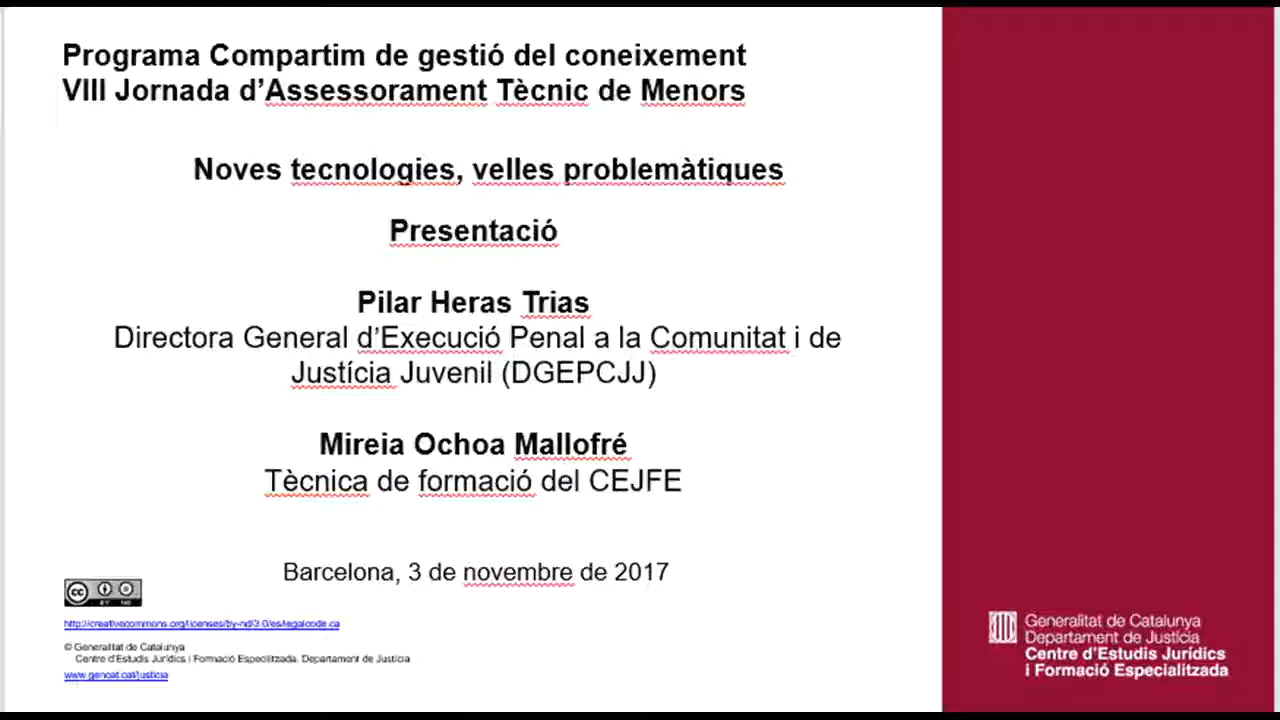 Programa Compartim de gestió del coneixement
VIII Jornada d’Assessorament Tècnic de Menors
Noves tecnologies, velles problemàtiques
Presentació
Pilar Heras Trias
Directora General d’Execució Penal a la Comunitat i de
Justícia Juvenil (DGEPCJJ)
Mireia Ochoa Mallofré
Tècnica de formació del CEJFE
Barcelona, 3 de novembre de 2017
cc
BY ND
http://creativecommons.org/licenses/by-nd/3.0/es/legalcode.ca
© Generalitat de Catalunya
Centre d’Estudis Jurídics i Formació Especialitzada. Departament de Justícia
www.gencat.cat/justicia
Generalitat de Catalunya
Departament de Justícia
Centre d’Estudis Jurídics
i Formació Especialitzada